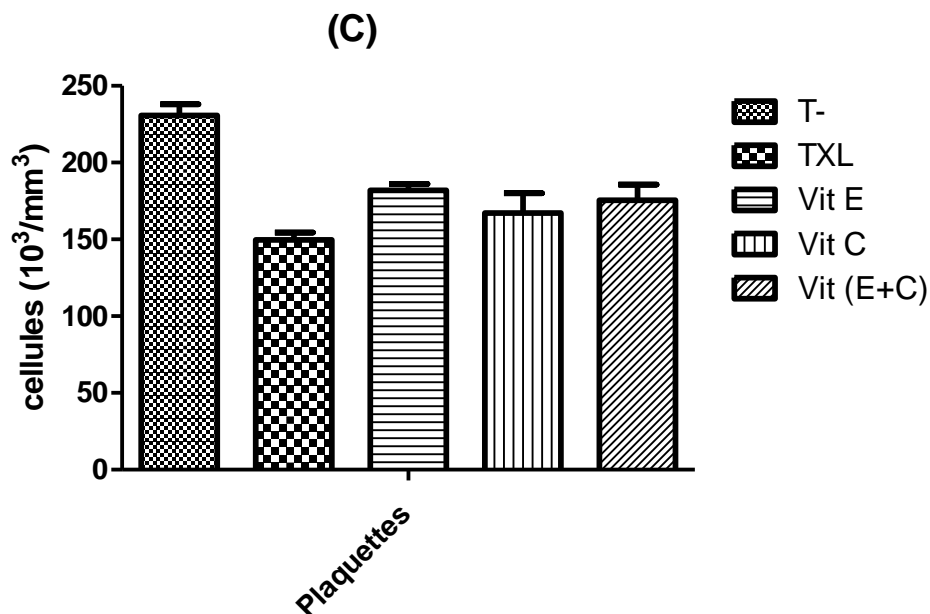 (C)
cellules (10³/mm³)
250
200
150
100
50
0
Plaquettes
T-
TXL
Vit E
Vit C
Vit (E+C)